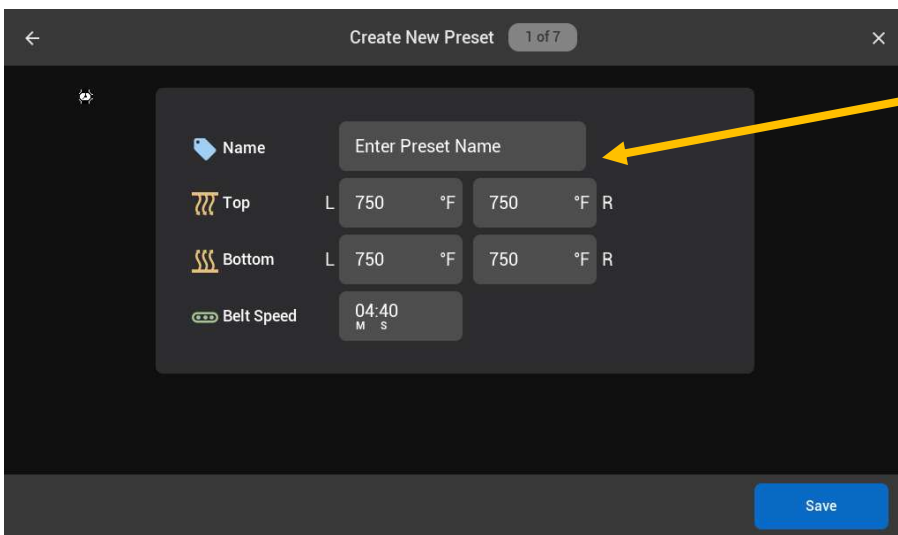 Create New Preset 1 of 7
Name Enter Preset Name
Top L 750 °F 750 °F R
Bottom L 750 °F 750 °F R
Belt Speed 04:40
M S
Save